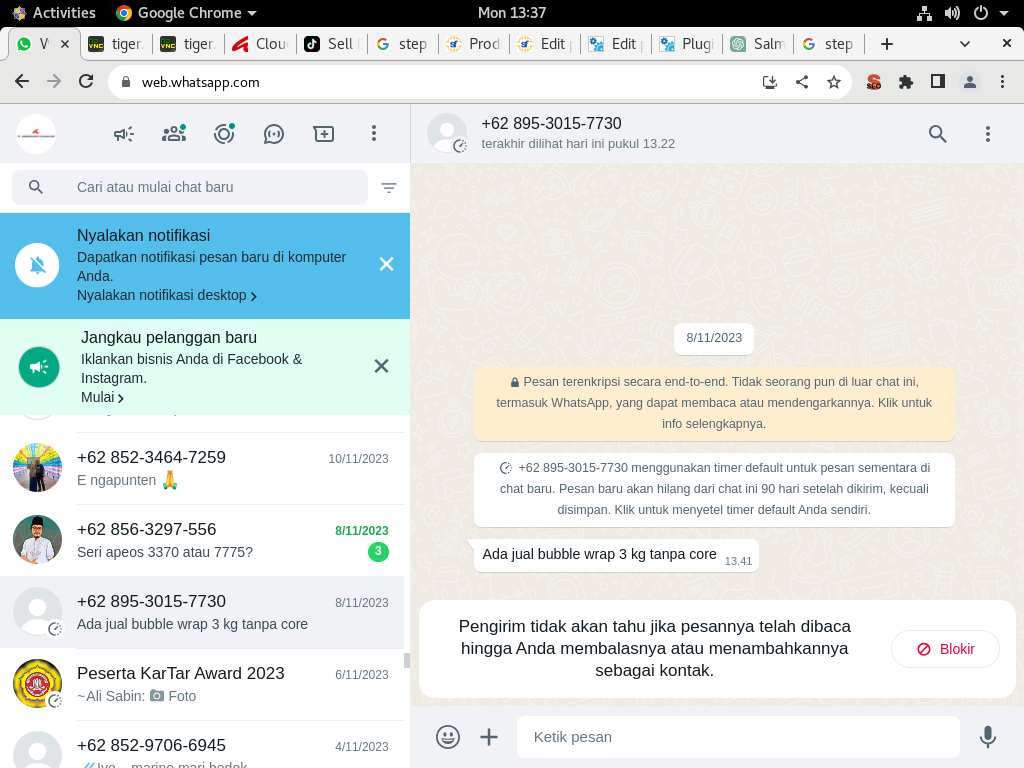 Activities
Google Chrome
Mon 13:37
W
tiger
tiger
Clou
Sell
step
Prod
Edit
Edit
Plugi
Salm
step
web.whatsapp.com
SEO
+62 895-3015-7730
terakhir dilihat hari ini pukul 13.22
Cari atau mulai chat baru
Nyalakan notifikasi
Dapatkan notifikasi pesan baru di komputer
Anda.
Nyalakan notifikasi desktop
Jangkau pelanggan baru
Iklankan bisnis Anda di Facebook &
Instagram.
Mulai
+62 852-3464-7259
10/11/2023
E ngapunten 🙏
+62 856-3297-556
8/11/2023
Seri apeos 3370 atau 7775?
3
+62 895-3015-7730
8/11/2023
Ada jual bubble wrap 3 kg tanpa core
Peserta KarTar Award 2023
6/11/2023
~Ali Sabin: Foto
+62 852-9706-6945
4/11/2023
8/11/2023
Pesan terenkripsi secara end-to-end. Tidak seorang pun di luar chat ini,
termasuk WhatsApp, yang dapat membaca atau mendengarkannya. Klik untuk
info selengkapnya.
+62 895-3015-7730 menggunakan timer default untuk pesan sementara di
chat baru. Pesan baru akan hilang dari chat ini 90 hari setelah dikirim, kecuali
disimpan. Klik untuk menyetel timer default Anda sendiri.
Ada jual bubble wrap 3 kg tanpa core
13.41
Pengirim tidak akan tahu jika pesannya telah dibaca
hingga Anda membalasnya atau menambahkannya
sebagai kontak.
Blokir
Ketik pesan